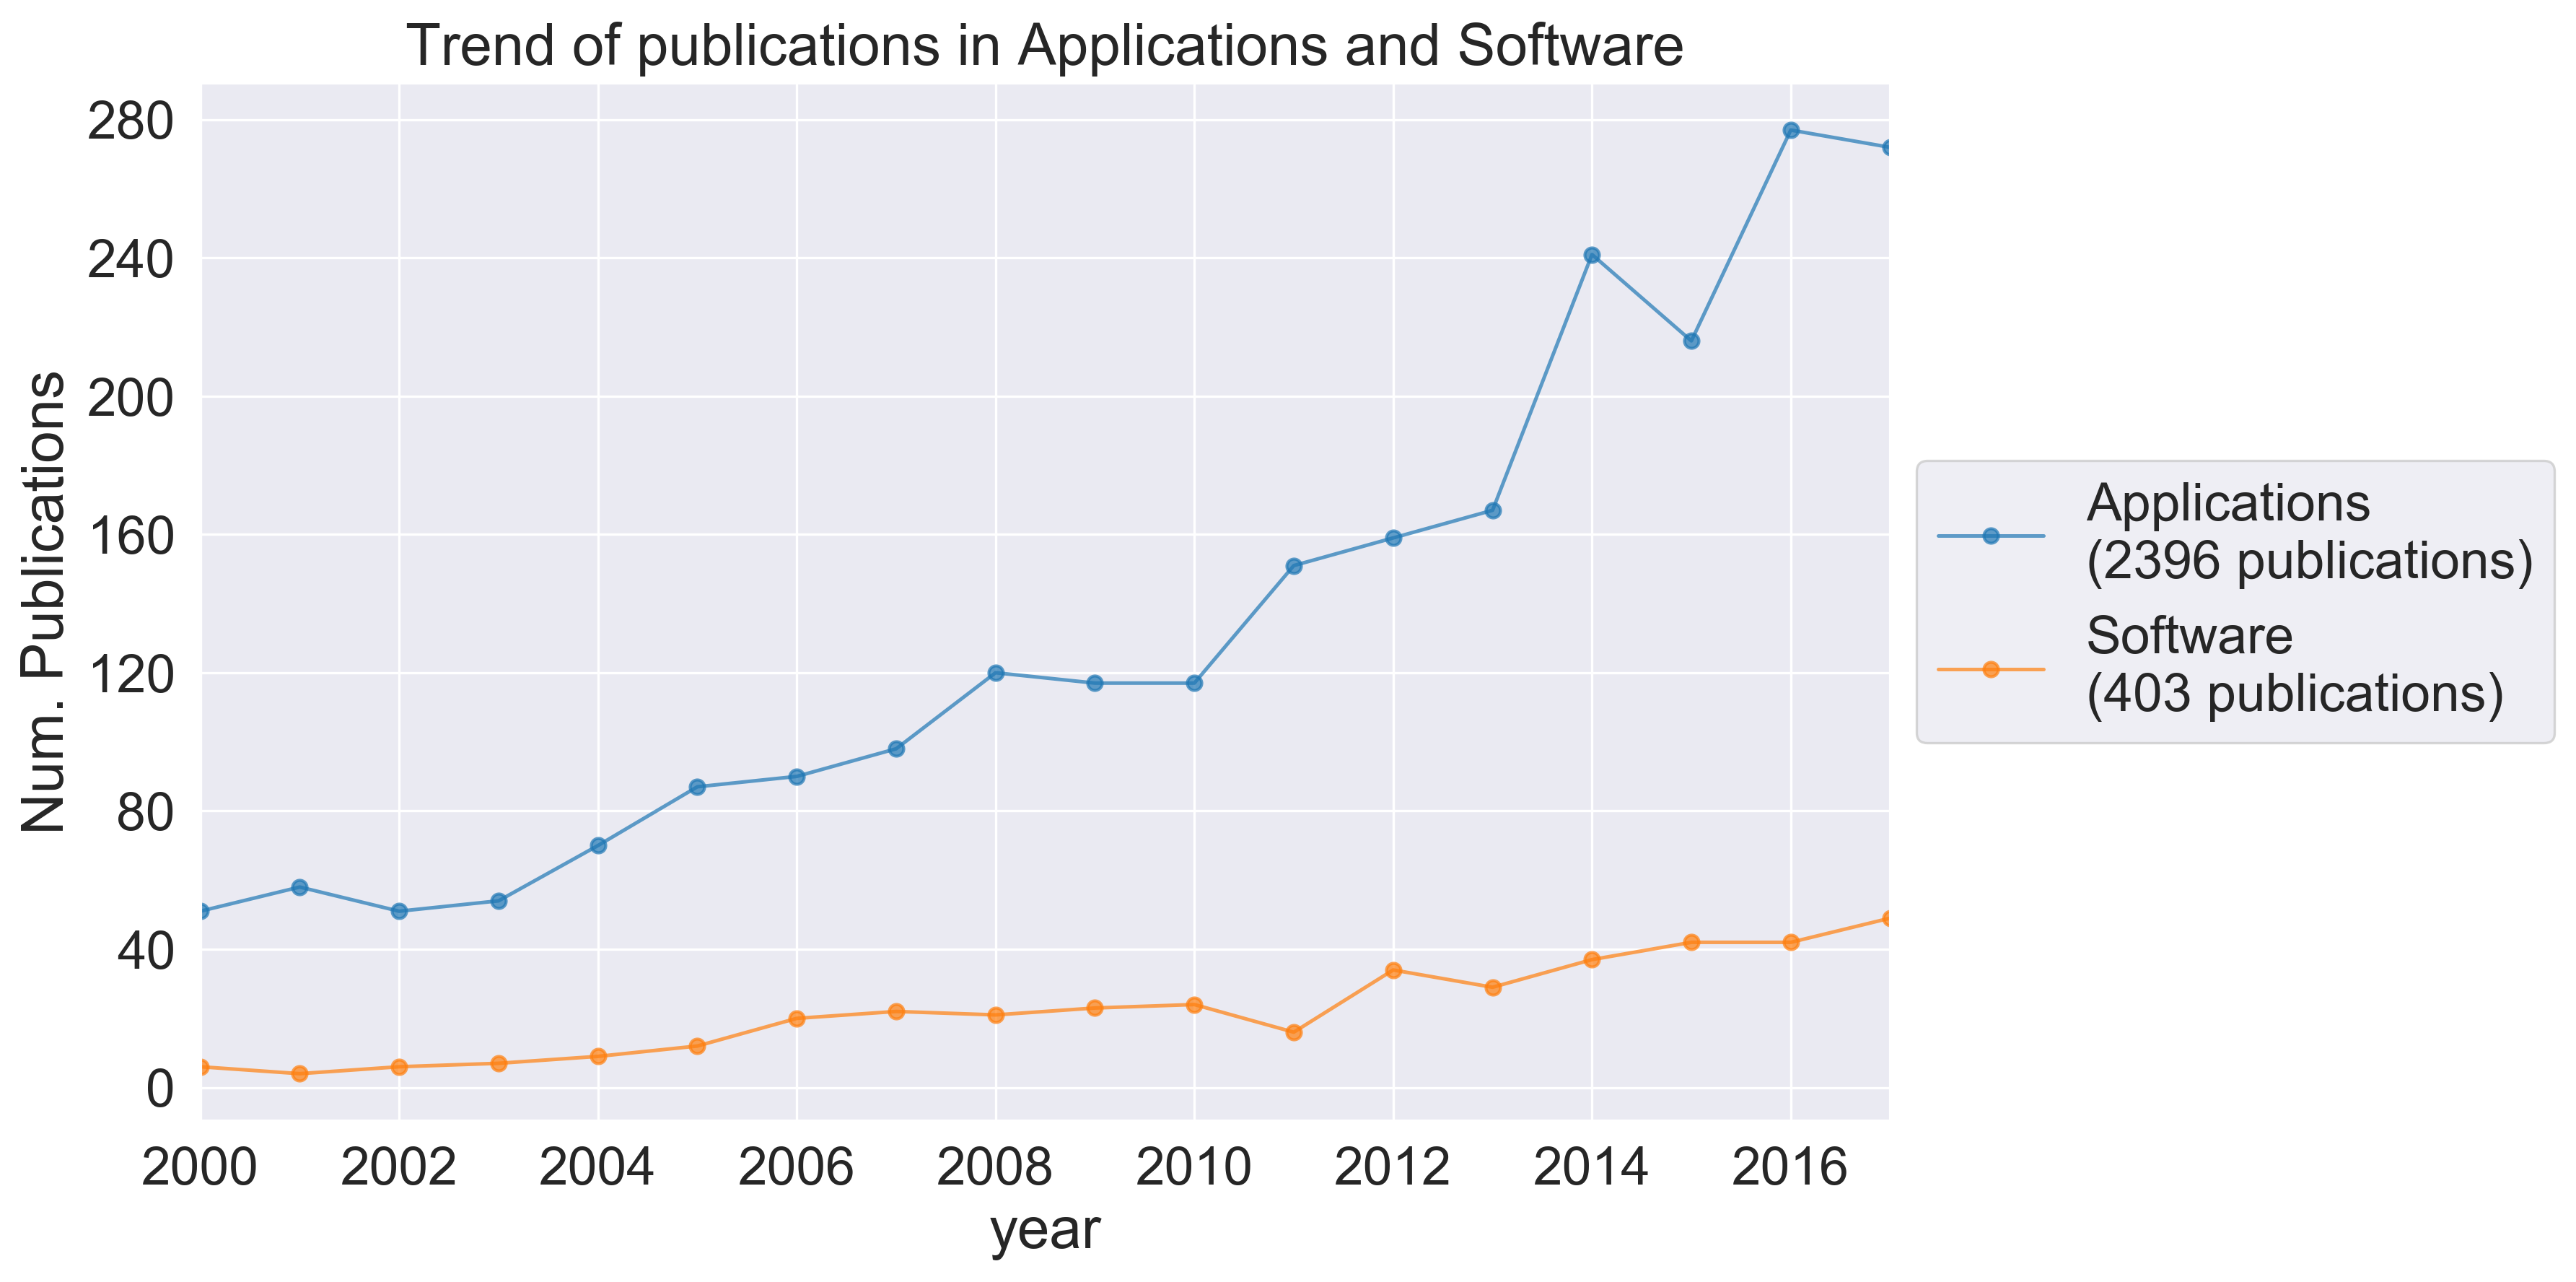 Trend of publications in Applications and Software
280
240
200
160
120
80
40
0
Num. Publications
2000 2002 2004 2006 2008 2010 2012 2014 2016
year
Applications
(2396 publications)
Software
(403 publications)